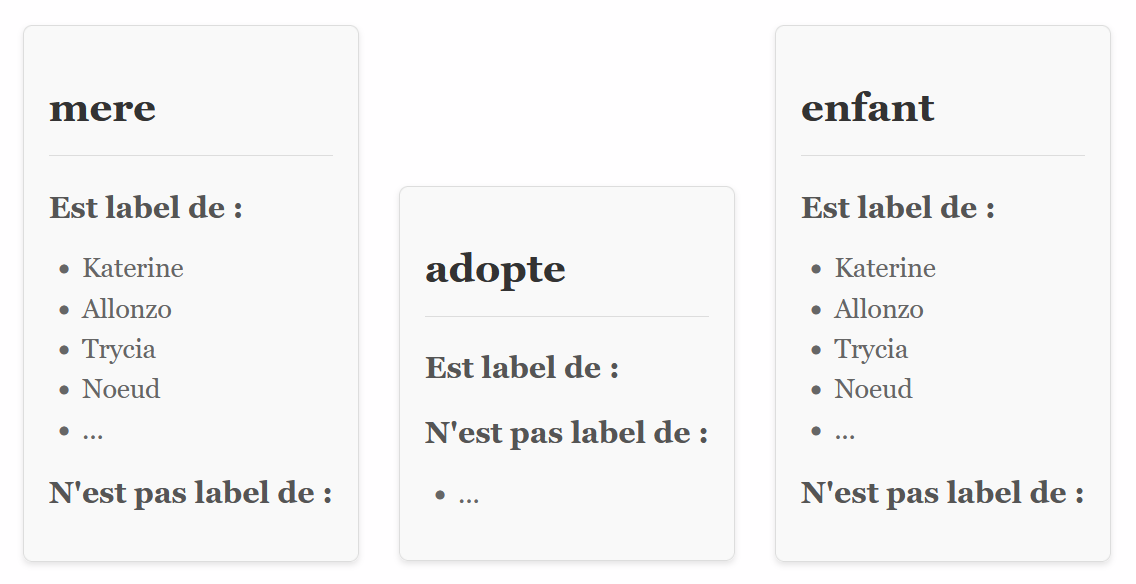 mere
Est label de :
• Katerine
• Allonzo
• Trycia
• Noeud
• ...
N'est pas label de :
adopte
Est label de :
N'est pas label de :
• ...
enfant
Est label de :
• Katerine
• Allonzo
• Trycia
• Noeud
• ...
N'est pas label de :